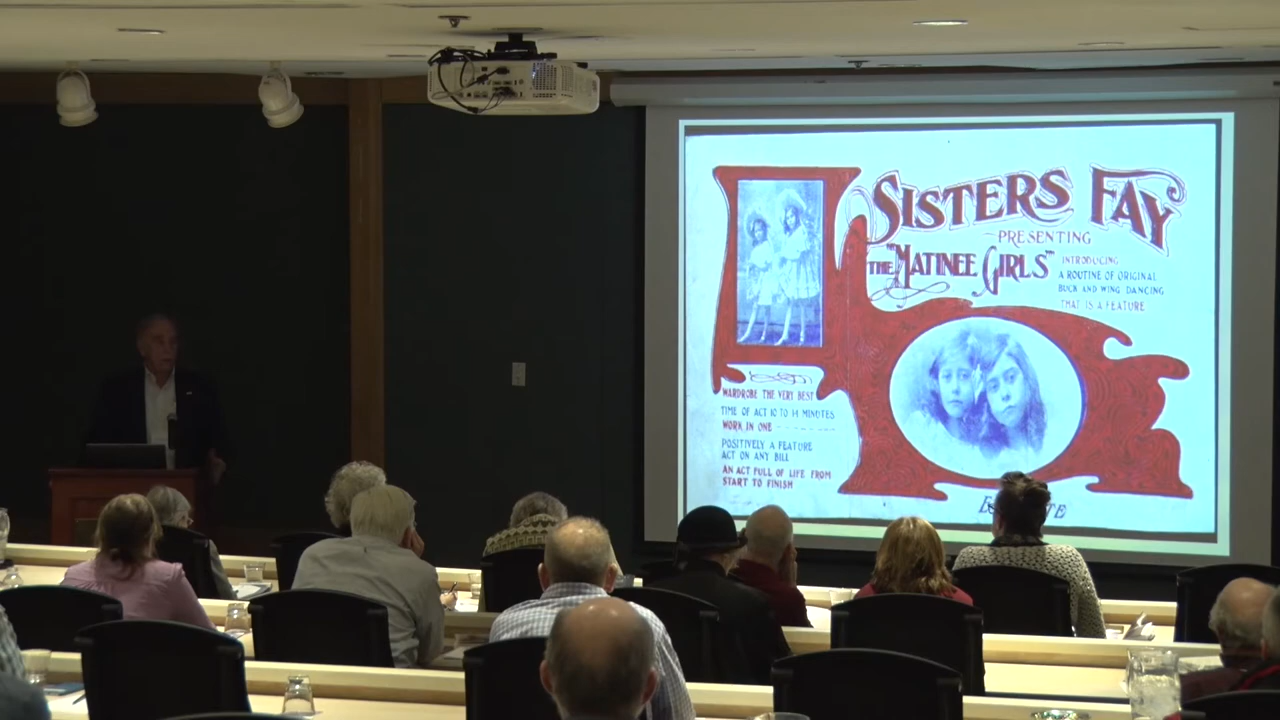 SISTERS FAY
PRESENTING
THE "MATINEE GIRLS"
INTRODUCING
A ROUTINE OF ORIGINAL
BUCK AND WING DANCING
THAT IS A FEATURE
WARDROBE THE VERY BEST
TIME OF ACT 10 TO 14 MINUTES
WORK IN ONE
POSITIVELY A FEATURE
ACT ON ANY BILL
AN ACT FULL OF LIFE FROM
START TO FINISH